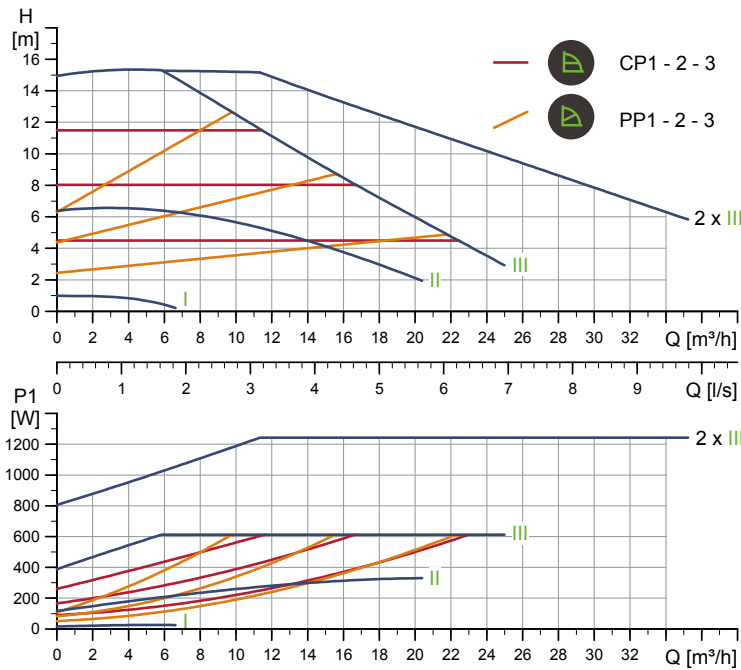 H
[m]
16
14
12
10
8
6
4
2
0
CP1 - 2 - 3
PP1 - 2 - 3
2 x III
III
II
I
0 2 4 6 8 10 12 14 16 18 20 22 24 26 28 30 32 Q [m³/h]
0 1 2 3 4 5 6 7 8 9 Q [l/s]
P1
[W]
1200
1000
800
600
400
200
0
2 x III
III
II
I
0 2 4 6 8 10 12 14 16 18 20 22 24 26 28 30 32 Q [m³/h]